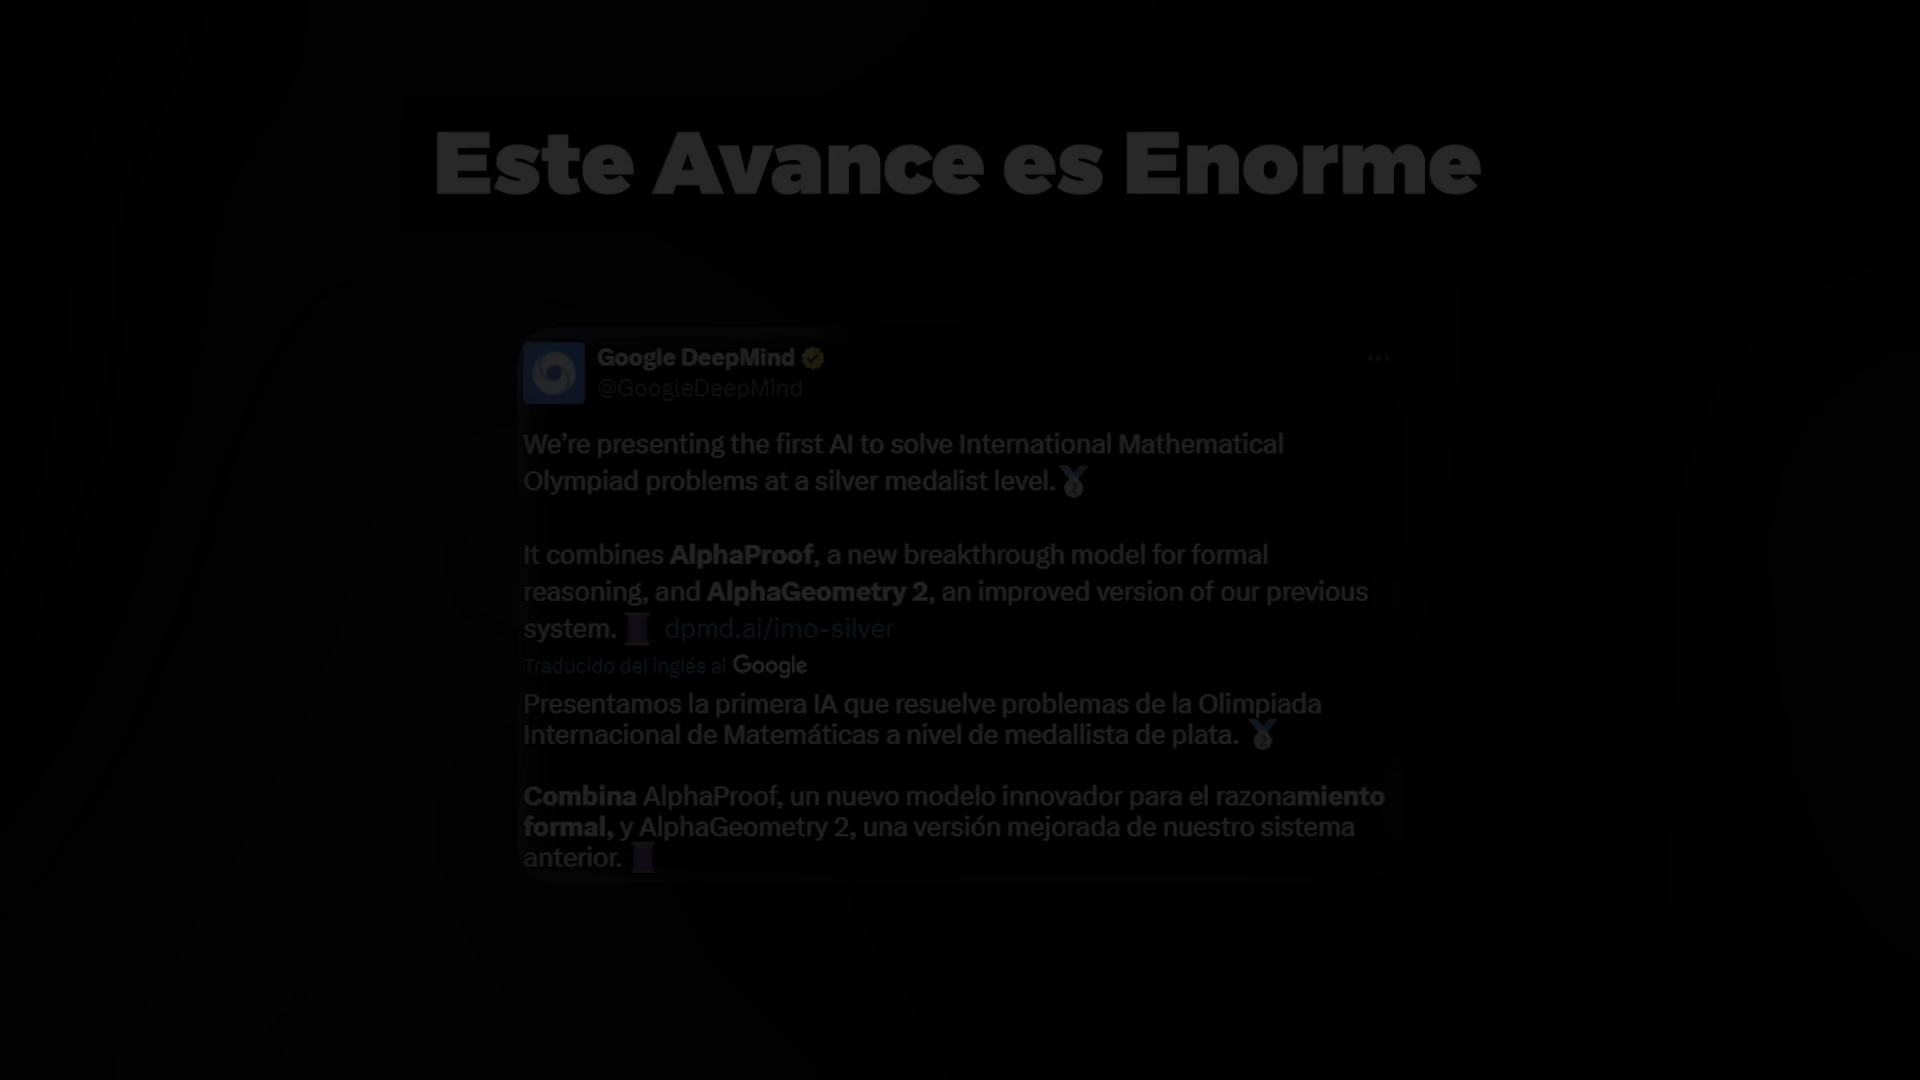 Este Avance es Enorme
Google DeepMind
@GoogleDeepMind
We’re presenting the first AI to solve International Mathematical
Olympiad problems at a silver medalist level.
It combines AlphaProof, a new breakthrough model for formal
reasoning, and AlphaGeometry 2, an improved version of our previous
system. dpmd.ai/imo-silver
Traducido del inglés al Google
Presentamos la primera IA que resuelve problemas de la Olimpiada
Internacional de Matemáticas a nivel de medallista de plata.
Combina AlphaProof, un nuevo modelo innovador para el razonamiento
formal, y AlphaGeometry 2, una versión mejorada de nuestro sistema
anterior.